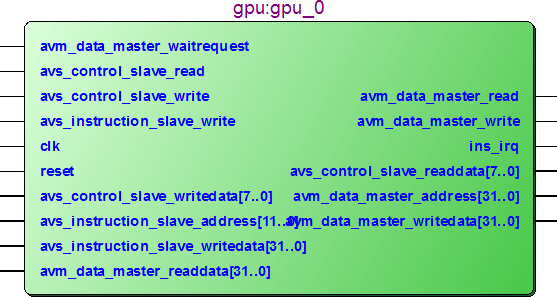 gpu:gpu_0
avm_data_master_waitrequest
avs_control_slave_read
avs_control_slave_write avm_data_master_read
avs_instruction_slave_write avm_data_master_write
clk ins_irq
reset avs_control_slave_readdata[7..0]
avs_control_slave_writedata[7..0] avm_data_master_address[31..0]
avs_instruction_slave_address[11..0] avm_data_master_writedata[31..0]
avs_instruction_slave_writedata[31..0]
avm_data_master_readdata[31..0]